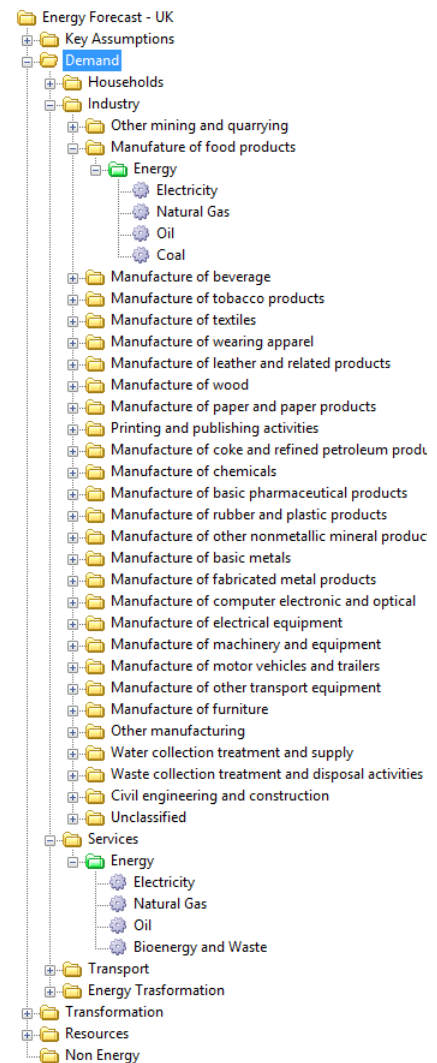 Energy Forecast - UK
Key Assumptions
Demand
Households
Industry
Other mining and quarrying
Manufature of food products
Energy
Electricity
Natural Gas
Oil
Coal
Manufacture of beverage
Manufacture of tobacco products
Manufacture of textiles
Manufacture of wearing apparel
Manufacture of leather and related products
Manufacture of wood
Manufacture of paper and paper products
Printing and publishing activities
Manufacture of coke and refined petroleum produ
Manufacture of chemicals
Manufacture of basic pharmaceutical products
Manufacture of rubber and plastic products
Manufacture of other nonmetallic mineral produc
Manufacture of basic metals
Manufacture of fabricated metal products
Manufacture of computer electronic and optical
Manufacture of electrical equipment
Manufacture of machinery and equipment
Manufacture of motor vehicles and trailers
Manufacture of other transport equipment
Manufacture of furniture
Other manufacturing
Water collection treatment and supply
Waste collection treatment and disposal activities
Civil engineering and construction
Unclassified
Services
Energy
Electricity
Natural Gas
Oil
Bioenergy and Waste
Transport
Energy Trasformation
Transformation
Resources
Non Energy